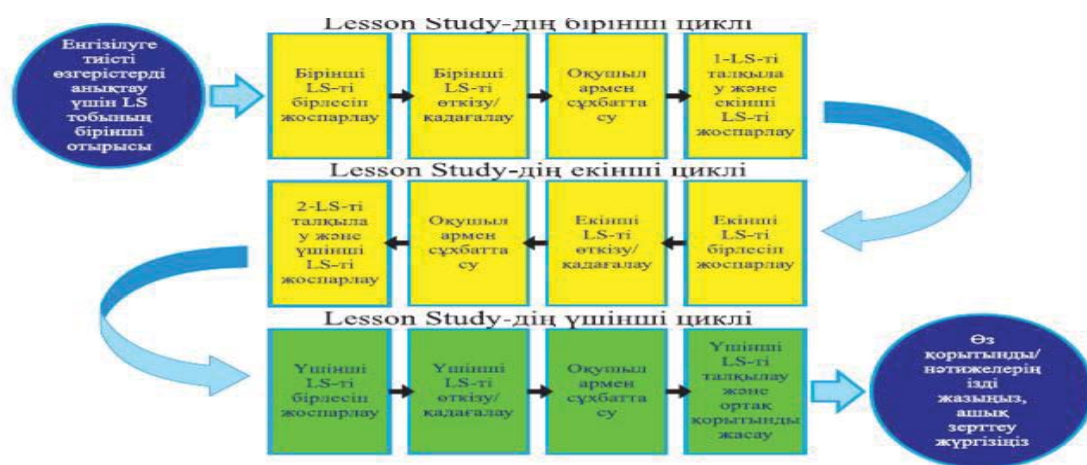 Lesson Study-дің бірінші циклі
Енгізілуге
тиісті
өзгерістерді
анықтау
үшін LS
тобының
бірінші
отырысы
Бірінші
LS-ті
бірлесіп
жоспарлау
Бірінші
LS-ті
өткізу/
қадағалау
Оқушыл
армен
сұхбатта
су
1-LS-ті
талқыла
у және
екінші
LS-ті
жоспарлау
Lesson Study-дің екінші циклі
2-LS-ті
талқыла
у және
үшінші
LS-ті
жоспарлау
Оқушыл
армен
сұхбатта
су
Екінші
LS-ті
өткізу/
қадағалау
Екінші
LS-ті
бірлесіп
жоспарлау
Lesson Study-дің үшінші циклі
Үшінші
LS-ті
бірлесіп
жоспарлау
Үшінші
LS-ті
өткізу/
қадағалау
Оқушыл
армен
сұхбатта
су
Үшінші
LS-ті
талқылау
және
ортақ
қорытынды
жасау
Өз
қорытынды/
нәтижелерің
ізді
жазыңыз,
ашық
зерттеу
жүргізіңіз